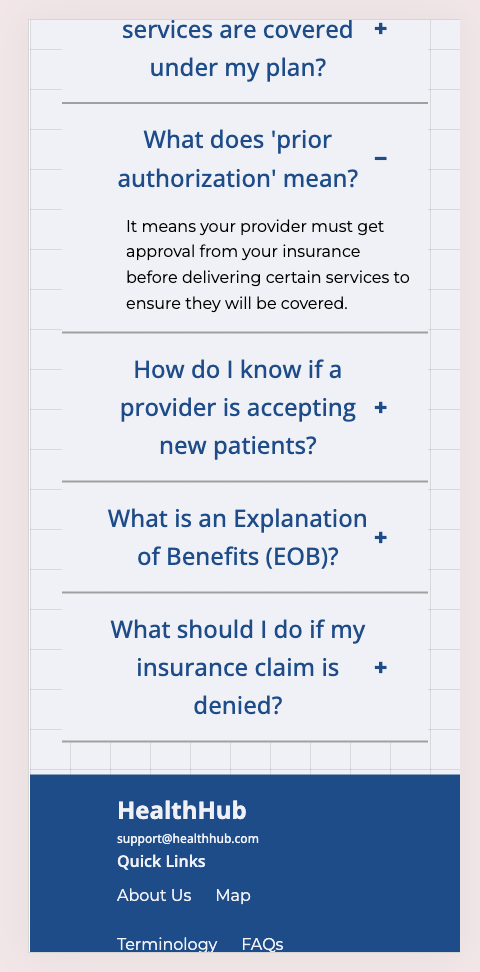 services are covered +
under my plan?
What does 'prior
authorization' mean? −
It means your provider must get
approval from your insurance
before delivering certain services to
ensure they will be covered.
How do I know if a
provider is accepting +
new patients?
What is an Explanation
of Benefits (EOB)? +
What should I do if my
insurance claim is +
denied?
HealthHub
support@healthhub.com
Quick Links
About Us Map
Terminology FAQs